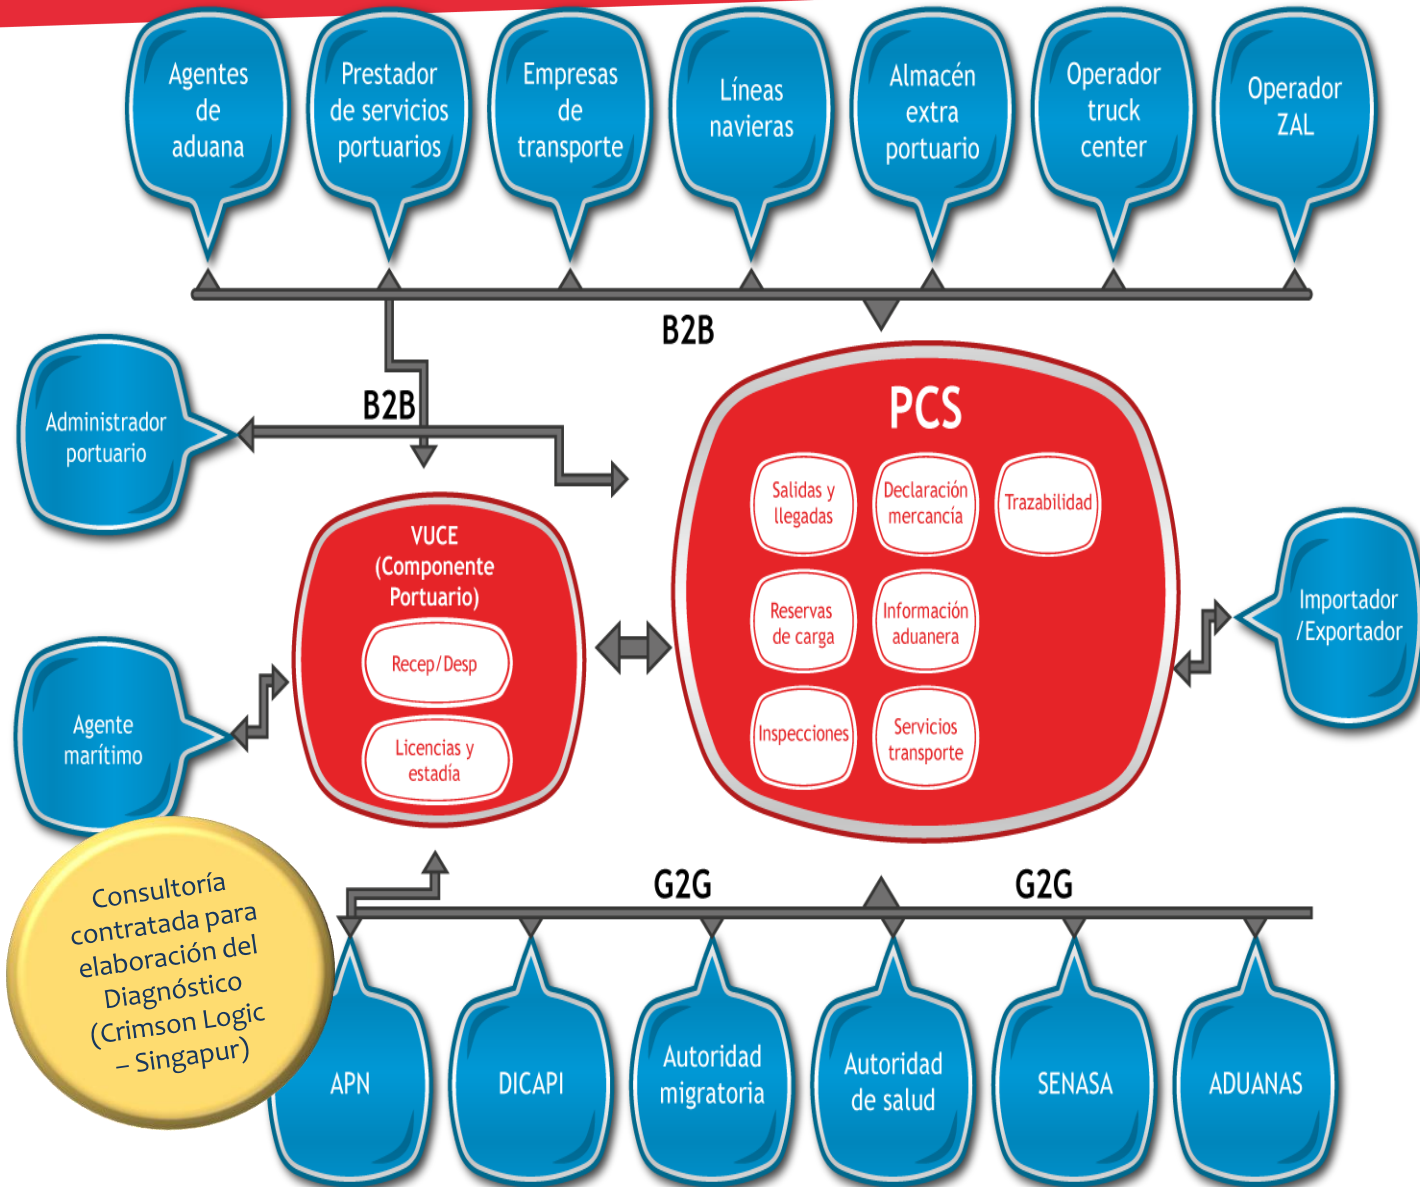 Agentes
de
aduana
Prestador
de servicios
portuarios
Empresas
de
transporte
Líneas
navieras
Almacén
extra
portuario
Operador
truck
center
Operador
ZAL
B2B
B2B
Administrador
portuario
PCS
Salidas y
llegadas
Declaración
mercancía
Trazabilidad
Reservas
de carga
Información
aduanera
Inspecciones
Servicios
transporte
VUCE
(Componente
Portuario)
Recep/Desp
Licencias y
estadía
Importador
/Exportador
Agente
marítimo
Consultoría
contratada para
elaboración del
Diagnóstico
(Crimson Logic
– Singapur)
G2G
G2G
APN
DICAPI
Autoridad
migratoria
Autoridad
de salud
SENASA
ADUANAS